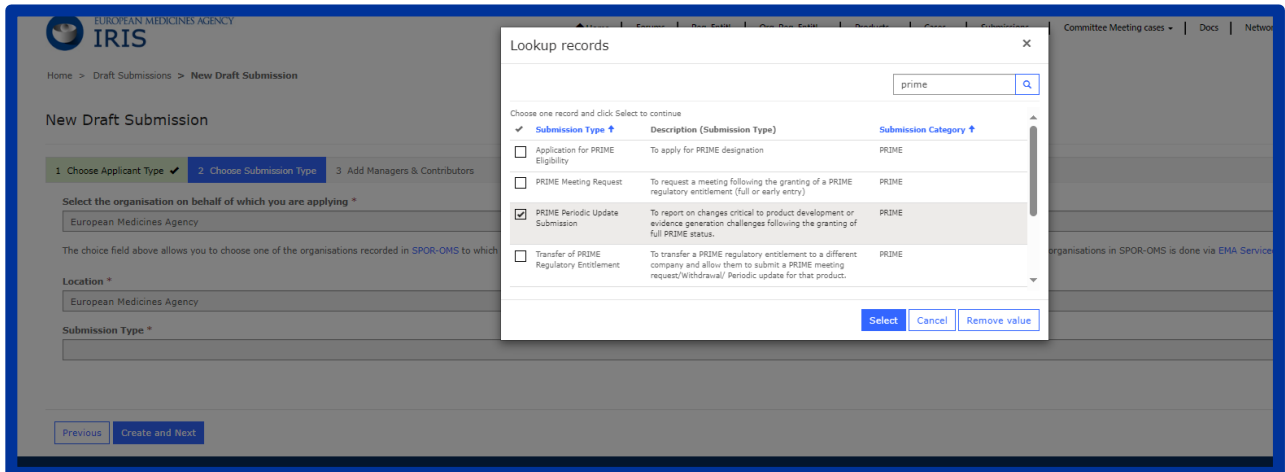 EUROPEAN MEDICINES AGENCY
IRIS
Committee Meeting cases
Docs
Home > Draft Submissions > New Draft Submission
New Draft Submission
1 Choose Applicant Type
2 Choose Submission Type
3 Add Managers & Contributors
Select the organisation on behalf of which you are applying *
European Medicines Agency
The choice field above allows you to choose one of the organisations recorded in SPOR-OMS to which
organisations in SPOR-OMS is done via EMA Service
Location *
European Medicines Agency
Submission Type *
Previous
Create and Next
Lookup records
prime
Choose one record and click Select to continue
Submission Type
Description (Submission Type)
Submission Category
Application for PRIME
Eligibility
To apply for PRIME designation
PRIME
PRIME Meeting Request
To request a meeting following the granting of a PRIME
regulatory entitlement (full or early entry)
PRIME
PRIME Periodic Update
Submission
To report on changes critical to product development or
evidence generation challenges following the granting of
full PRIME status.
PRIME
Transfer of PRIME
Regulatory Entitlement
To transfer a PRIME regulatory entitlement to a different
company and allow them to submit a PRIME meeting
request/Withdrawal/ Periodic update for that product.
PRIME
Select
Cancel
Remove value